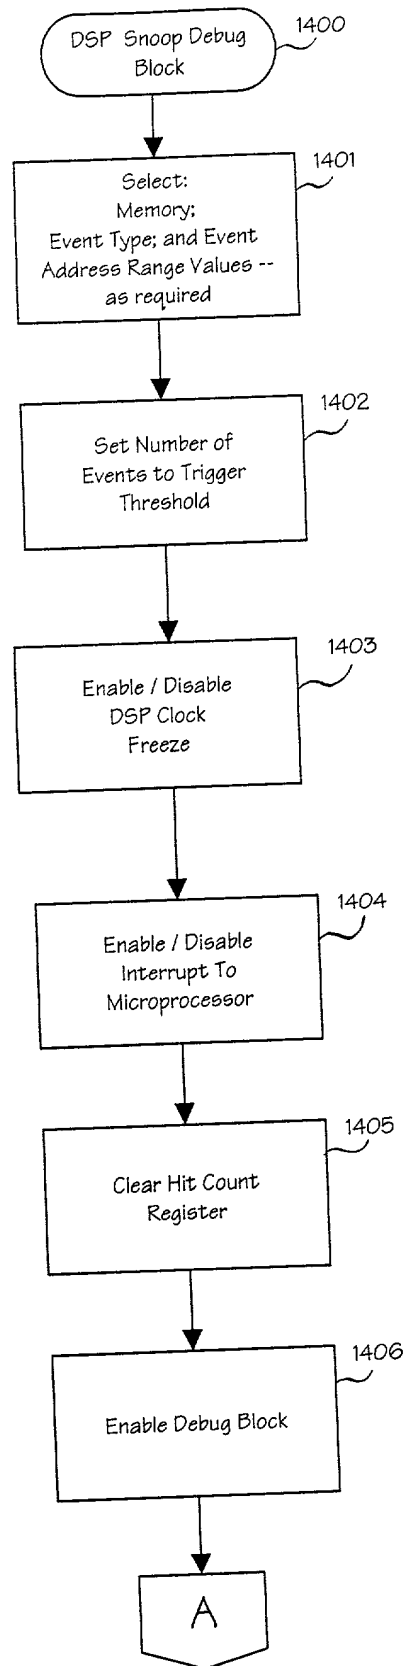 DSP Snoop Debug
Block
1400
1401
Select:
Memory;
Event Type; and Event
Address Range Values --
as required
1402
Set Number of
Events to Trigger
Threshold
1403
Enable / Disable
DSP Clock
Freeze
1404
Enable / Disable
Interrupt To
Microprocessor
1405
Clear Hit Count
Register
1406
Enable Debug Block
A